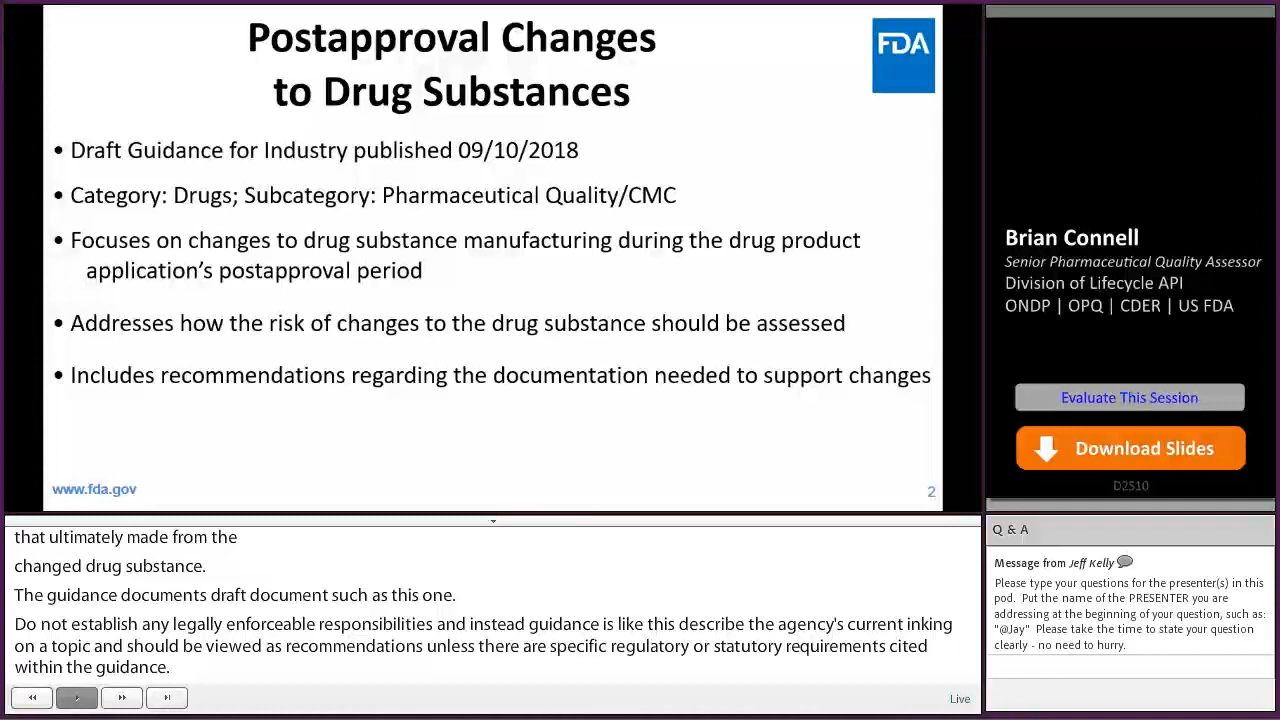 Postapproval Changes
to Drug Substances
FDA
• Draft Guidance for Industry published 09/10/2018
• Category: Drugs; Subcategory: Pharmaceutical Quality/CMC
• Focuses on changes to drug substance manufacturing during the drug product
application's postapproval period
• Addresses how the risk of changes to the drug substance should be assessed
• Includes recommendations regarding the documentation needed to support changes
www.fda.gov
2
Brian Connell
Senior Pharmaceutical Quality Assessor
Division of Lifecycle API
ONDP | OPQ | CDER | US FDA
Evaluate This Session
Download Slides
D2S10
that ultimately made from the
changed drug substance.
The guidance documents draft document such as this one.
Do not establish any legally enforceable responsibilities and instead guidance is like this describe the agency's current inking
on a topic and should be viewed as recommendations unless there are specific regulatory or statutory requirements cited
within the guidance.
Live
Q & A
Message from Jeff Kelly
Please type your questions for the presenter(s) in this
pod. Put the name of the PRESENTER you are
addressing at the beginning of your question, such as:
"@Jay" Please take the time to state your question
clearly - no need to hurry.